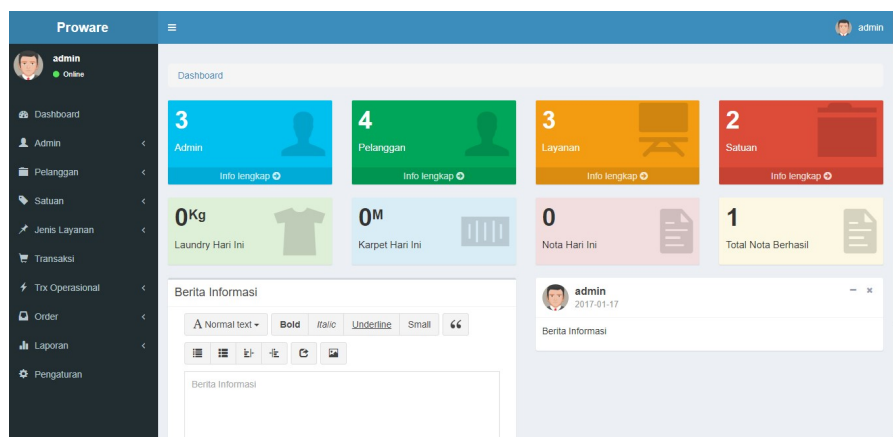 Proware
admin
admin
Online
Dashboard
Admin
Pelanggan
Satuan
Jenis Layanan
Transaksi
Trx Operasional
Order
Laporan
Pengaturan
Dashboard
3
Admin
Info lengkap
4
Pelanggan
Info lengkap
3
Layanan
Info lengkap
2
Satuan
Info lengkap
0Kg
Laundry Hari Ini
0M
Karpet Hari Ini
0
Nota Hari Ini
1
Total Nota Berhasil
Berita Informasi
A Normal text Bold Italic Underline Small
Berita Informasi
admin
2017-01-17
Berita Informasi